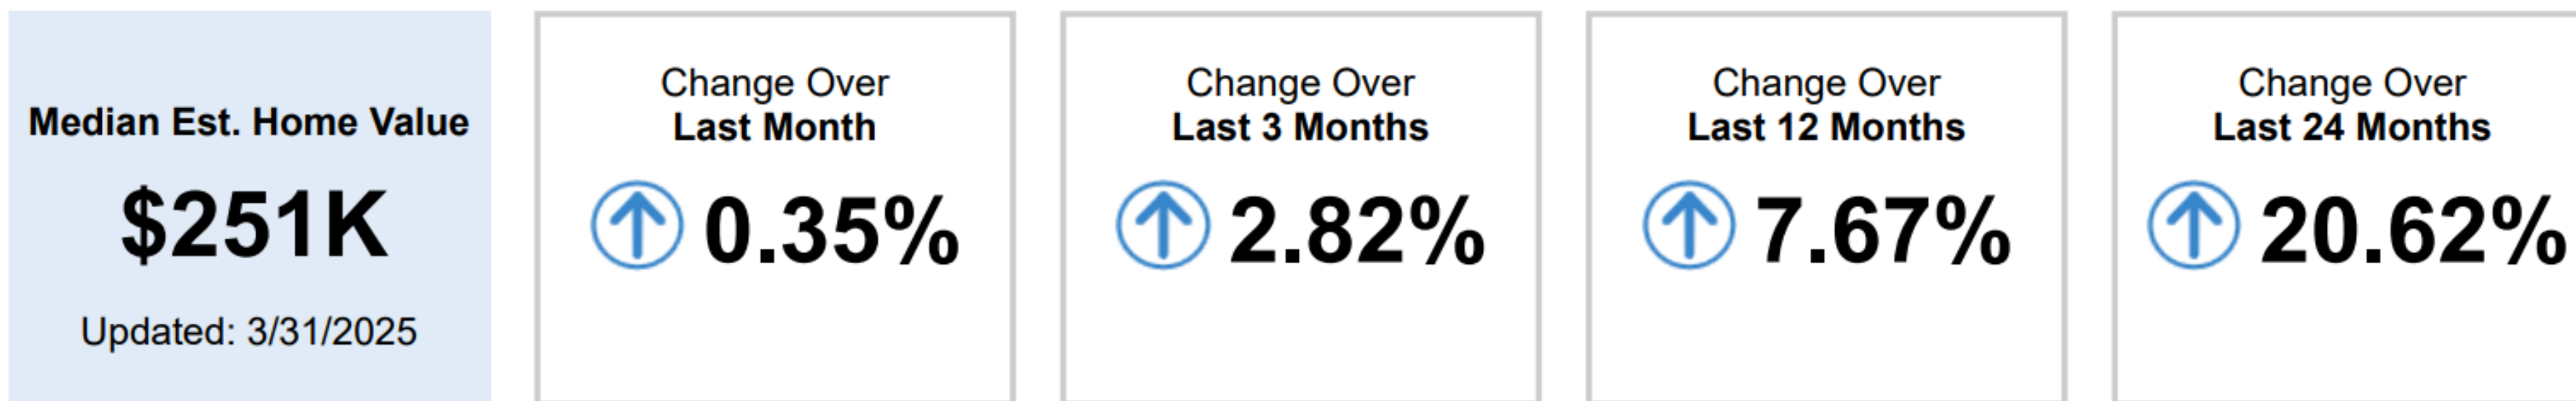 Median Est. Home Value
$251K
Updated: 3/31/2025
Change Over
Last Month
0.35%
Change Over
Last 3 Months
2.82%
Change Over
Last 12 Months
7.67%
Change Over
Last 24 Months
20.62%